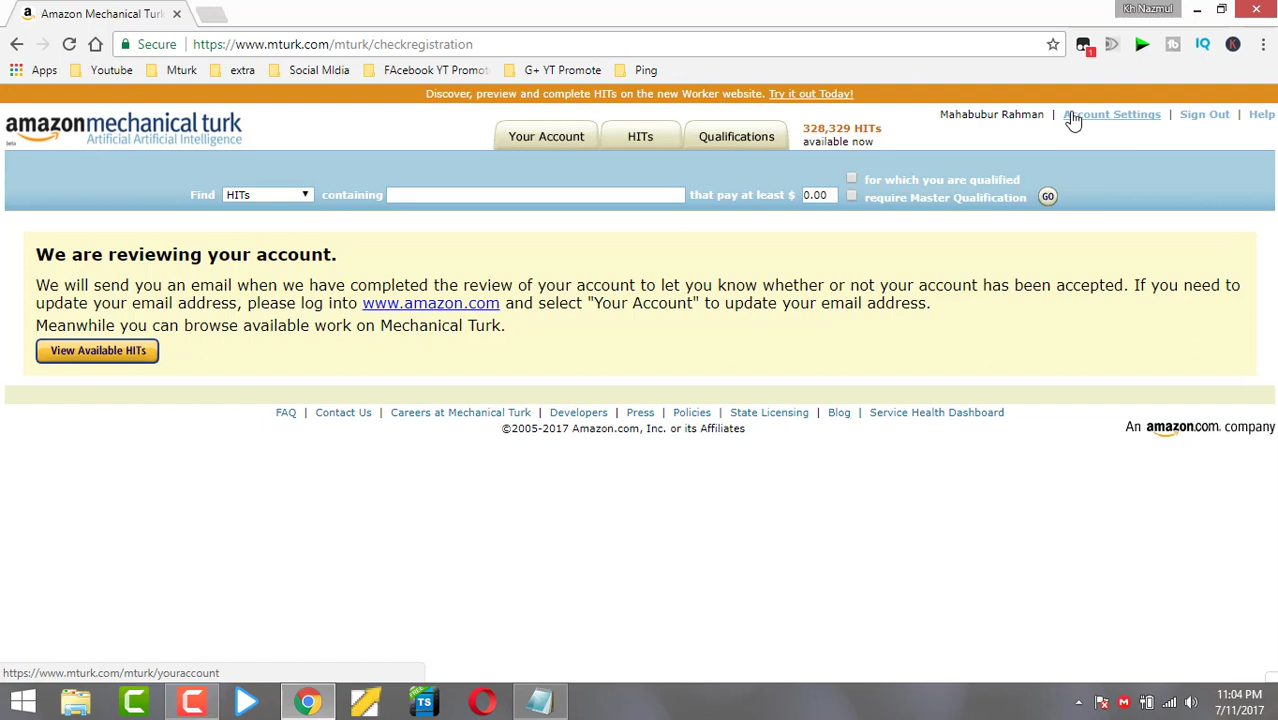 Amazon Mechanical Tur
Kh Nazmul
Secure
https://www.mturk.com/mturk/checkregistration
1
Apps
Youtube
Mturk
extra
Social MIdia
FAcebook YT Promot
G+ YT Promote
Ping
Discover, preview and complete HITs on the new Worker website. Try it out Today!
amazonmechanical turk
beta
Artificial Artificial Intelligence
Your Account
HITs
Qualifications
328,329 HITs
available now
Mahabubur Rahman | Account Settings | Sign Out | Help
Find HITs containing that pay at least $ 0.00
for which you are qualified
require Master Qualification
GO
We are reviewing your account.
We will send you an email when we have completed the review of your account to let you know whether or not your account has been accepted. If you need to
update your email address, please log into www.amazon.com and select "Your Account" to update your email address.
Meanwhile you can browse available work on Mechanical Turk.
View Available HITs
FAQ | Contact Us | Careers at Mechanical Turk | Developers | Press | Policies | State Licensing | Blog | Service Health Dashboard
©2005-2017 Amazon.com, Inc. or its Affiliates
An amazon.com. company
https://www.mturk.com/mturk/youraccount
TS
11:04 PM
7/11/2017